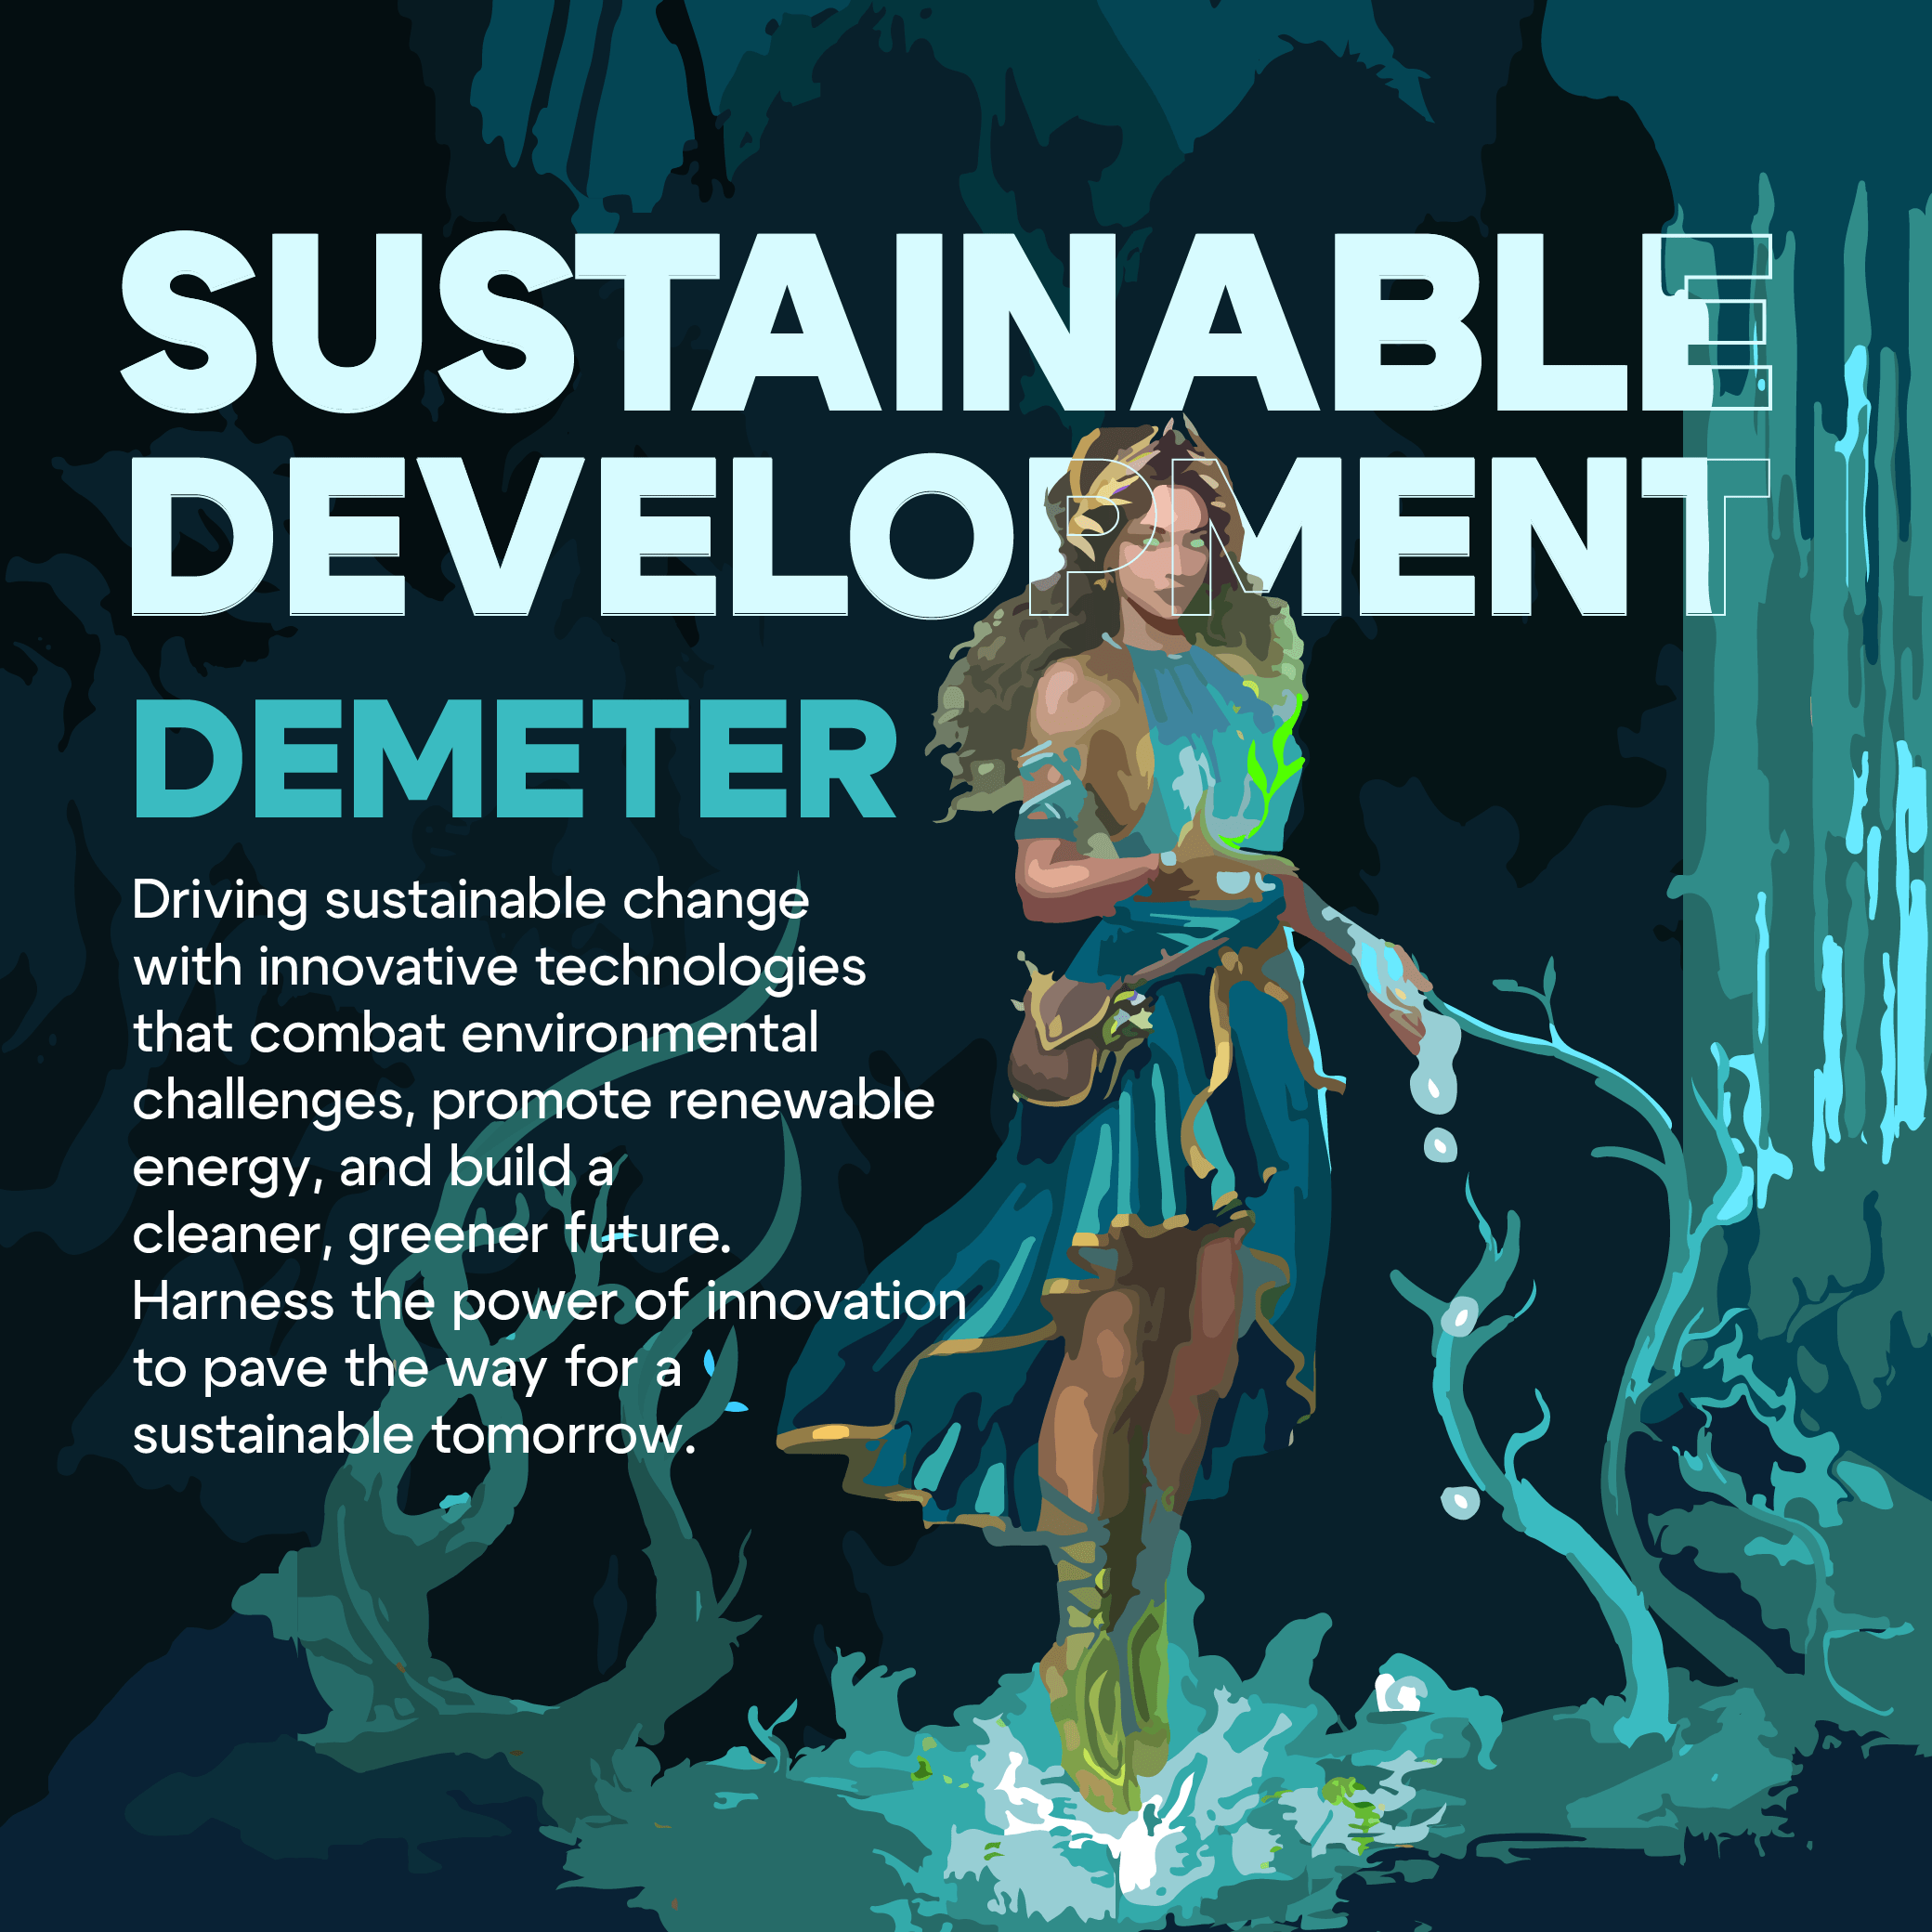 SUSTAINABLE
DEVELOPMENT
DEMETER
Driving sustainable change
with innovative technologies
that combat environmental
challenges, promote renewable
energy, and build a
cleaner, greener future.
Harness the power of innovation
to pave the way for a
sustainable tomorrow.